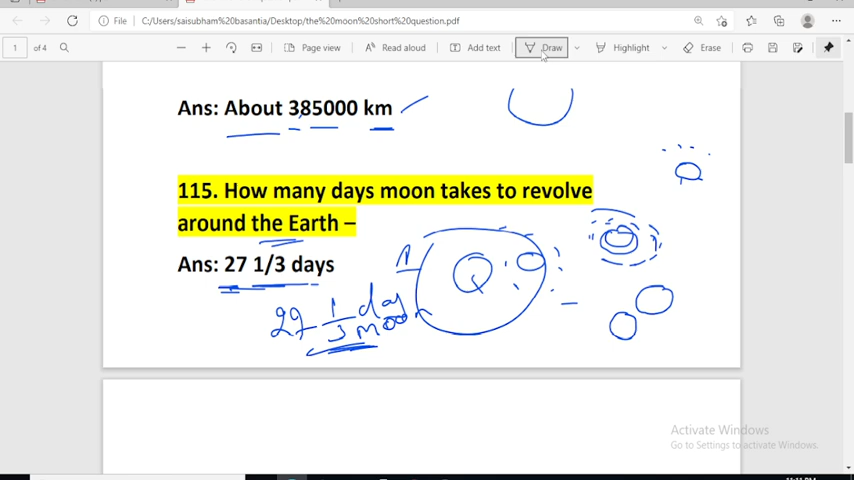 File | C:/Users/saisubham%20basantia/Desktop/the%20moon%20short%20question.pdf
1 of 4 Page view Read aloud Add text Draw Highlight Erase
Ans: About 385000 km
115. How many days moon takes to revolve
around the Earth –
Ans: 27 1/3 days
27 1/3 day
moon
Activate Windows
Go to Settings to activate Windows.